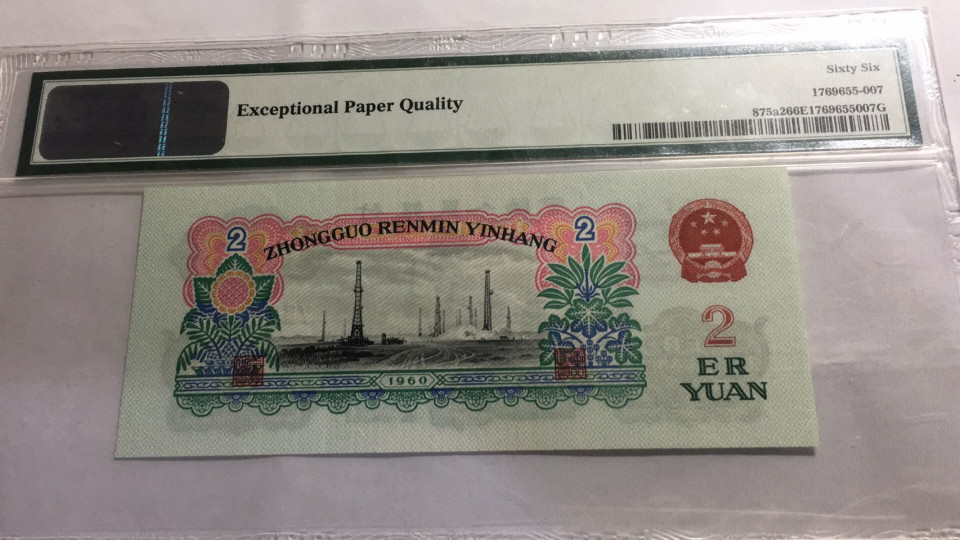 Sixty Six
Exceptional Paper Quality
1769655-007
875a266E1769655007G
2
2
ZHONGGUO RENMIN YINHANG
2
ER
YUAN
1960